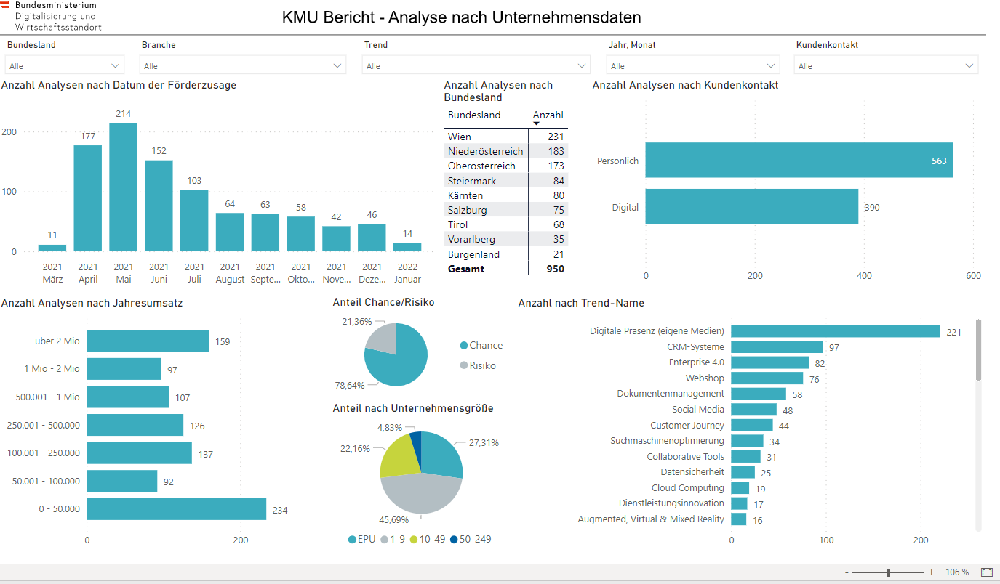 Bundesministerium
Digitalisierung und
Wirtschaftsstandort
KMU Bericht - Analyse nach Unternehmensdaten
Bundesland Branche Trend Jahr, Monat Kundenkontakt
Alle Alle Alle Alle Alle
Anzahl Analysen nach Datum der Förderzusage
200
100
0
11 177 214 152 103 64 63 58 42 46 14
2021 2021 2021 2021 2021 2021 2021 2021 2021 2021 2022
März April Mai Juni Juli August Septe... Okto... Nove... Deze... Januar
Anzahl Analysen nach
Bundesland
Bundesland Anzahl
Wien 231
Niederösterreich 183
Oberösterreich 173
Steiermark 84
Kärnten 80
Salzburg 75
Tirol 68
Vorarlberg 35
Burgenland 21
Gesamt 950
Anzahl Analysen nach Kundenkontakt
Persönlich 563
Digital 390
0 200 400 600
Anzahl Analysen nach Jahresumsatz
über 2 Mio 159
1 Mio - 2 Mio 97
500.001 - 1 Mio 107
250.001 - 500.000 126
100.001 - 250.000 137
50.001 - 100.000 92
0 - 50.000 234
0 200
Anteil Chance/Risiko
21,36%
78,64%
Chance
Risiko
Anteil nach Unternehmensgröße
4,83%
27,31%
22,16%
45,69%
EPU 1-9 10-49 50-249
Anzahl nach Trend-Name
Digitale Präsenz (eigene Medien) 221
CRM-Systeme 97
Enterprise 4.0 82
Webshop 76
Dokumentenmanagement 58
Social Media 48
Customer Journey 44
Suchmaschinenoptimierung 34
Collaborative Tools 31
Datensicherheit 25
Cloud Computing 19
Dienstleistungsinnovation 17
Augmented, Virtual & Mixed Reality 16
0 100 200
- + 106 %